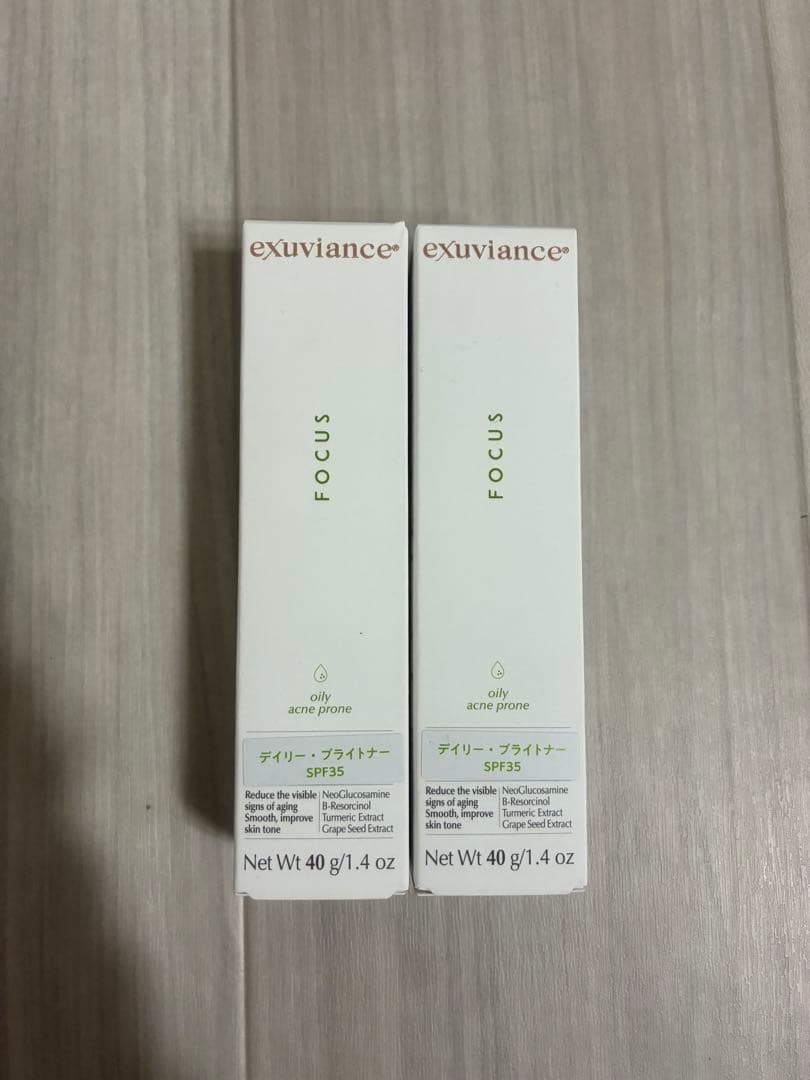 exuviance®
FOCUS
oily
acne prone
デイリー・ブライトナー
SPF35
Reduce the visible
signs of aging
Smooth, improve
skin tone
NeoGlucosamine
B-Resorcinol
Turmeric Extract
Grape Seed Extract
Net Wt 40 g/1.4 oz
exuviance®
FOCUS
oily
acne prone
デイリー・ブライトナー
SPF35
Reduce the visible
signs of aging
Smooth, improve
skin tone
NeoGlucosamine
B-Resorcinol
Turmeric Extract
Grape Seed Extract
Net Wt 40 g/1.4 oz